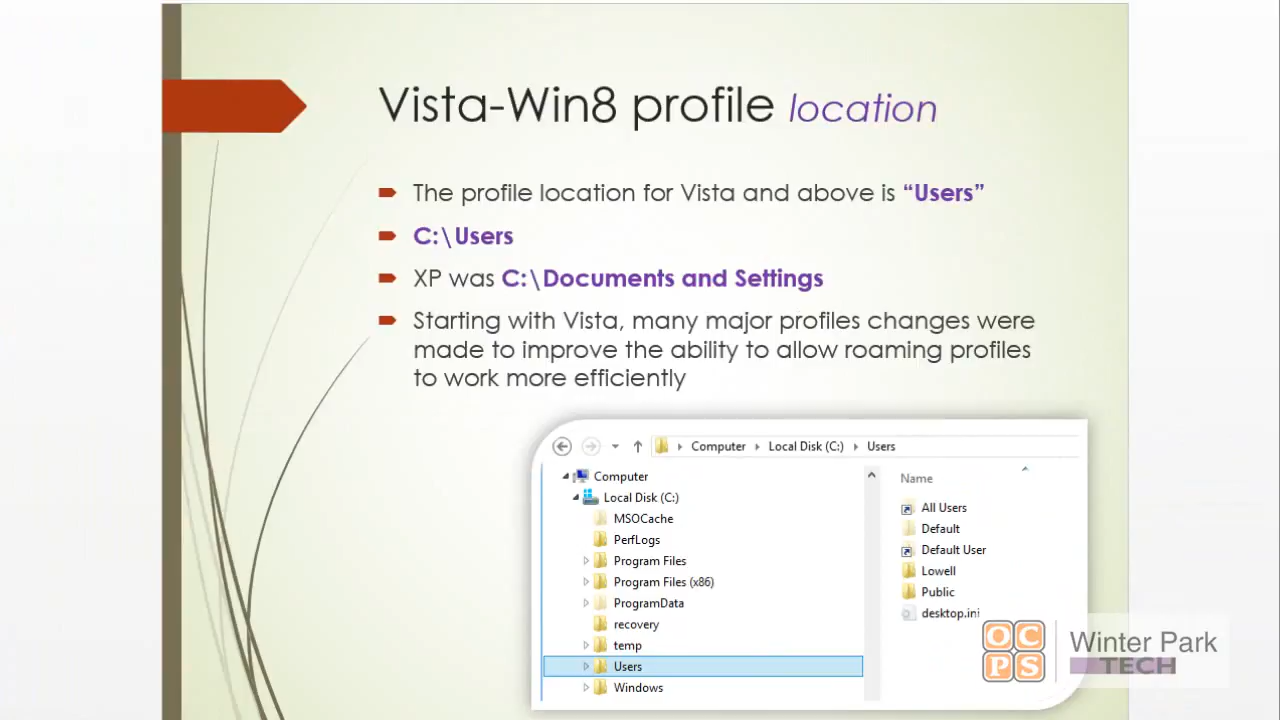 Vista-Win8 profile location
The profile location for Vista and above is “Users”
C:\Users
XP was C:\Documents and Settings
Starting with Vista, many major profiles changes were
made to improve the ability to allow roaming profiles
to work more efficiently
Computer Local Disk (C:) Users
Computer
Local Disk (C:)
MSOCache
PerfLogs
Program Files
Program Files (x86)
ProgramData
recovery
temp
Users
Windows
Name
All Users
Default
Default User
Lowell
Public
desktop.ini
OC
PS
Winter Park
TECH